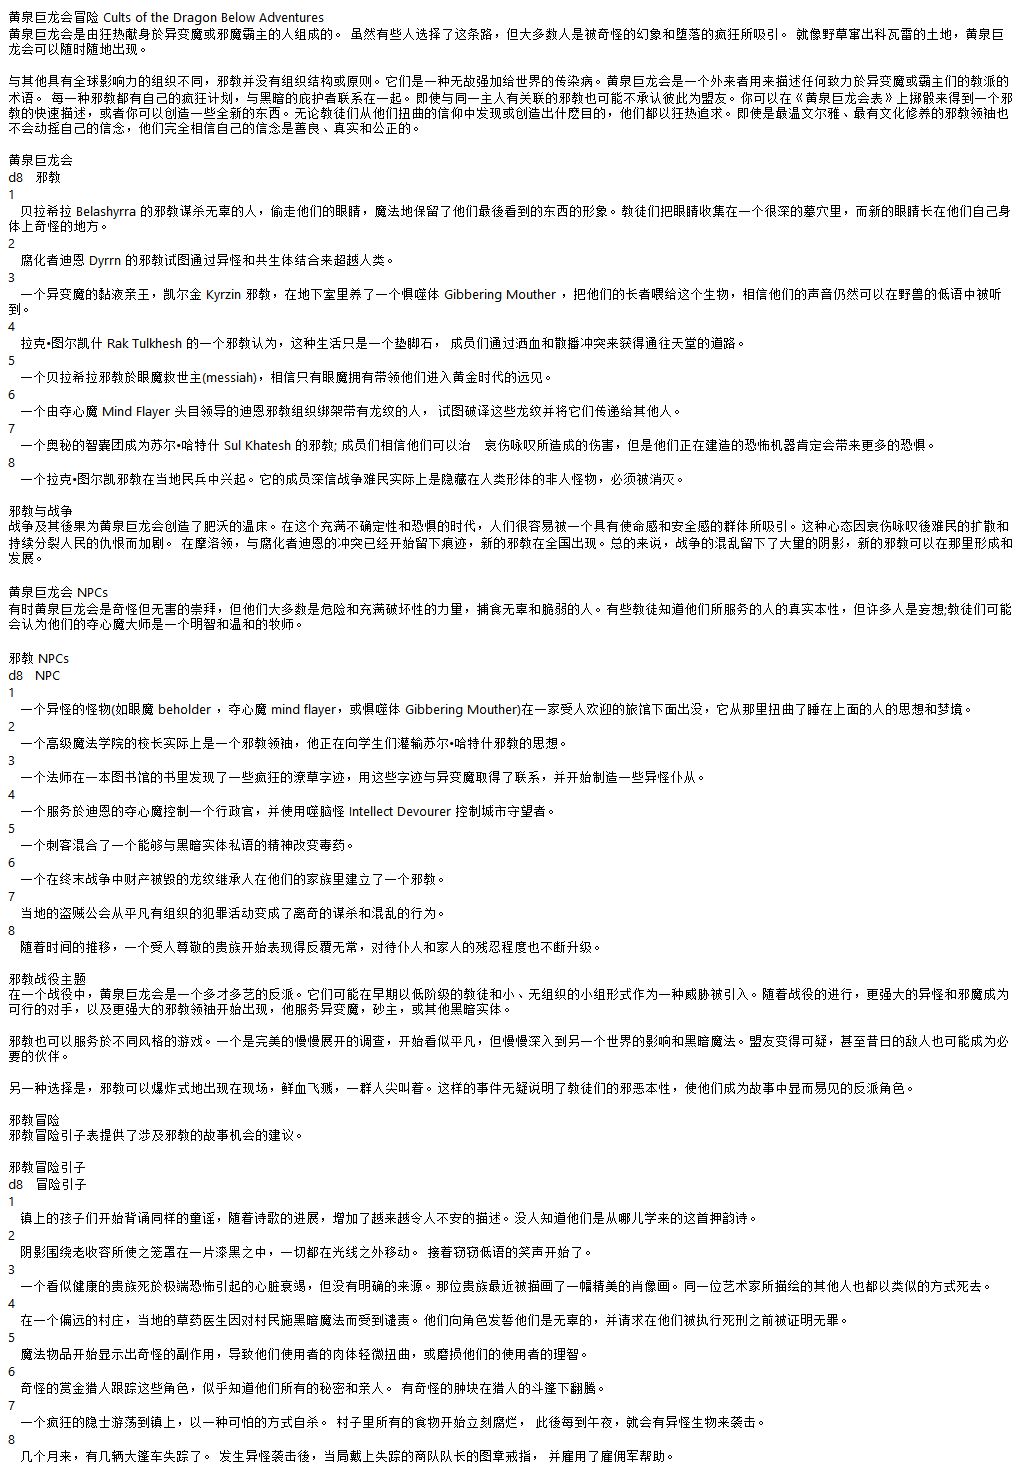 黄泉巨龙会冒险 Cults of the Dragon Below Adventures
黄泉巨龙会是由狂热献身於异变魔或邪魔霸主的人组成的。 虽然有些人选择了这条路，但大多数人是被奇怪的幻象和堕落的疯狂所吸引。 就像野草窜出科瓦雷的土地，黄泉巨
龙会可以随时随地出现。
与其他具有全球影响力的组织不同，邪教并没有组织结构或原则。它们是一种无故强加给世界的传染病。黄泉巨龙会是一个外来者用来描述任何致力於异变魔或霸主们的教派的
术语。 每一种邪教都有自己的疯狂计划，与黑暗的庇护者联系在一起。即使与同一主人有关联的邪教也可能不承认彼此为盟友。你可以在《黄泉巨龙会表》上掷骰来得到一个邪
教的快速描述，或者你可以创造一些全新的东西。无论教徒们从他们扭曲的信仰中发现或创造出什麽目的，他们都以狂热追求。即使是最温文尔雅、最有文化修养的邪教领袖也
不会动摇自己的信念，他们完全相信自己的信念是善良、真实和公正的。
黄泉巨龙会
d8 邪教
1
贝拉希拉 Belashyrra 的邪教谋杀无辜的人，偷走他们的眼睛，魔法地保留了他们最後看到的东西的形象。教徒们把眼睛收集在一个很深的墓穴里，而新的眼睛长在他们自己身
体上奇怪的地方。
2
腐化者迪恩 Dyrrn 的邪教试图通过异怪和共生体结合来超越人类。
3
一个异变魔的黏液亲王，凯尔金 Kyrzin 邪教，在地下室里养了一个惧噬体 Gibbering Mouther ，把他们的长者喂给这个生物，相信他们的声音仍然可以在野兽的低语中被听
到。
4
拉克•图尔凯什 Rak Tulkhesh 的一个邪教认为，这种生活只是一个垫脚石， 成员们通过洒血和散播冲突来获得通往天堂的道路。
5
一个贝拉希拉邪教於眼魔救世主(messiah)，相信只有眼魔拥有带领他们进入黄金时代的远见。
6
一个由夺心魔 Mind Flayer 头目领导的迪恩邪教组织绑架带有龙纹的人， 试图破译这些龙纹并将它们传递给其他人。
7
一个奥秘的智囊团成为苏尔•哈特什 Sul Khatesh 的邪教; 成员们相信他们可以治 哀伤咏叹所造成的伤害，但是他们正在建造的恐怖机器肯定会带来更多的恐惧。
8
一个拉克•图尔凯邪教在当地民兵中兴起。它的成员深信战争难民实际上是隐藏在人类形体的非人怪物，必须被消灭。
邪教与战争
战争及其後果为黄泉巨龙会创造了肥沃的温床。在这个充满不确定性和恐惧的时代，人们很容易被一个具有使命感和安全感的群体所吸引。这种心态因哀伤咏叹後难民的扩散和
持续分裂人民的仇恨而加剧。 在摩洛领，与腐化者迪恩的冲突已经开始留下痕迹，新的邪教在全国出现。总的来说，战争的混乱留下了大量的阴影，新的邪教可以在那里形成和
发展。
黄泉巨龙会 NPCs
有时黄泉巨龙会是奇怪但无害的崇拜，但他们大多数是危险和充满破坏性的力量，捕食无辜和脆弱的人。有些教徒知道他们所服务的人的真实本性，但许多人是妄想;教徒们可能
会认为他们的夺心魔大师是一个明智和温和的牧师。
邪教 NPCs
d8 NPC
1
一个异怪的怪物(如眼魔 beholder ，夺心魔 mind flayer，或惧噬体 Gibbering Mouther)在一家受人欢迎的旅馆下面出没，它从那里扭曲了睡在上面的人的思想和梦境。
2
一个高级魔法学院的校长实际上是一个邪教领袖，他正在向学生们灌输苏尔•哈特什邪教的思想。
3
一个法师在一本图书馆的书里发现了一些疯狂的潦草字迹，用这些字迹与异变魔取得了联系，并开始制造一些异怪仆从。
4
一个服务於迪恩的夺心魔控制一个行政官，并使用噬脑怪 Intellect Devourer 控制城市守望者。
5
一个刺客混合了一个能够与黑暗实体私语的精神改变毒药。
6
一个在终末战争中财产被毁的龙纹继承人在他们的家族里建立了一个邪教。
7
当地的盗贼公会从平凡有组织的犯罪活动变成了离奇的谋杀和混乱的行为。
8
随着时间的推移，一个受人尊敬的贵族开始表现得反覆无常，对待仆人和家人的残忍程度也不断升级。
邪教战役主题
在一个战役中，黄泉巨龙会是一个多才多艺的反派。它们可能在早期以低阶级的教徒和小、无组织的小组形式作为一种威胁被引入。随着战役的进行，更强大的异怪和邪魔成为
可行的对手，以及更强大的邪教领袖开始出现，他服务异变魔，砂主，或其他黑暗实体。
邪教也可以服务於不同风格的游戏。一个是完美的慢慢展开的调查，开始看似平凡，但慢慢深入到另一个世界的影响和黑暗魔法。盟友变得可疑，甚至昔日的敌人也可能成为必
要的伙伴。
另一种选择是，邪教可以爆炸式地出现在现场，鲜血飞溅，一群人尖叫着。这样的事件无疑说明了教徒们的邪恶本性，使他们成为故事中显而易见的反派角色。
邪教冒险
邪教冒险引子表提供了涉及邪教的故事机会的建议。
邪教冒险引子
d8 冒险引子
1
镇上的孩子们开始背诵同样的童谣，随着诗歌的进展，增加了越来越令人不安的描述。没人知道他们是从哪儿学来的这首押韵诗。
2
阴影围绕老收容所使之笼罩在一片漆黑之中，一切都在光线之外移动。 接着窃窃低语的笑声开始了。
3
一个看似健康的贵族死於极端恐怖引起的心脏衰竭，但没有明确的来源。那位贵族最近被描画了一幅精美的肖像画。同一位艺术家所描绘的其他人也都以类似的方式死去。
4
在一个偏远的村庄，当地的草药医生因对村民施黑暗魔法而受到谴责。他们向角色发誓他们是无辜的，并请求在他们被执行死刑之前被证明无罪。
5
魔法物品开始显示出奇怪的副作用，导致他们使用者的肉体轻微扭曲，或磨损他们的使用者的理智。
6
奇怪的赏金猎人跟踪这些角色，似乎知道他们所有的秘密和亲人。 有奇怪的肿块在猎人的斗篷下翻腾。
7
一个疯狂的隐士游荡到镇上，以一种可怕的方式自杀。 村子里所有的食物开始立刻腐烂， 此後每到午夜，就会有异怪生物来袭击。
8
几个月来，有几辆大篷车失踪了。 发生异怪袭击後，当局戴上失踪的商队队长的图章戒指， 并雇用了雇佣军帮助。